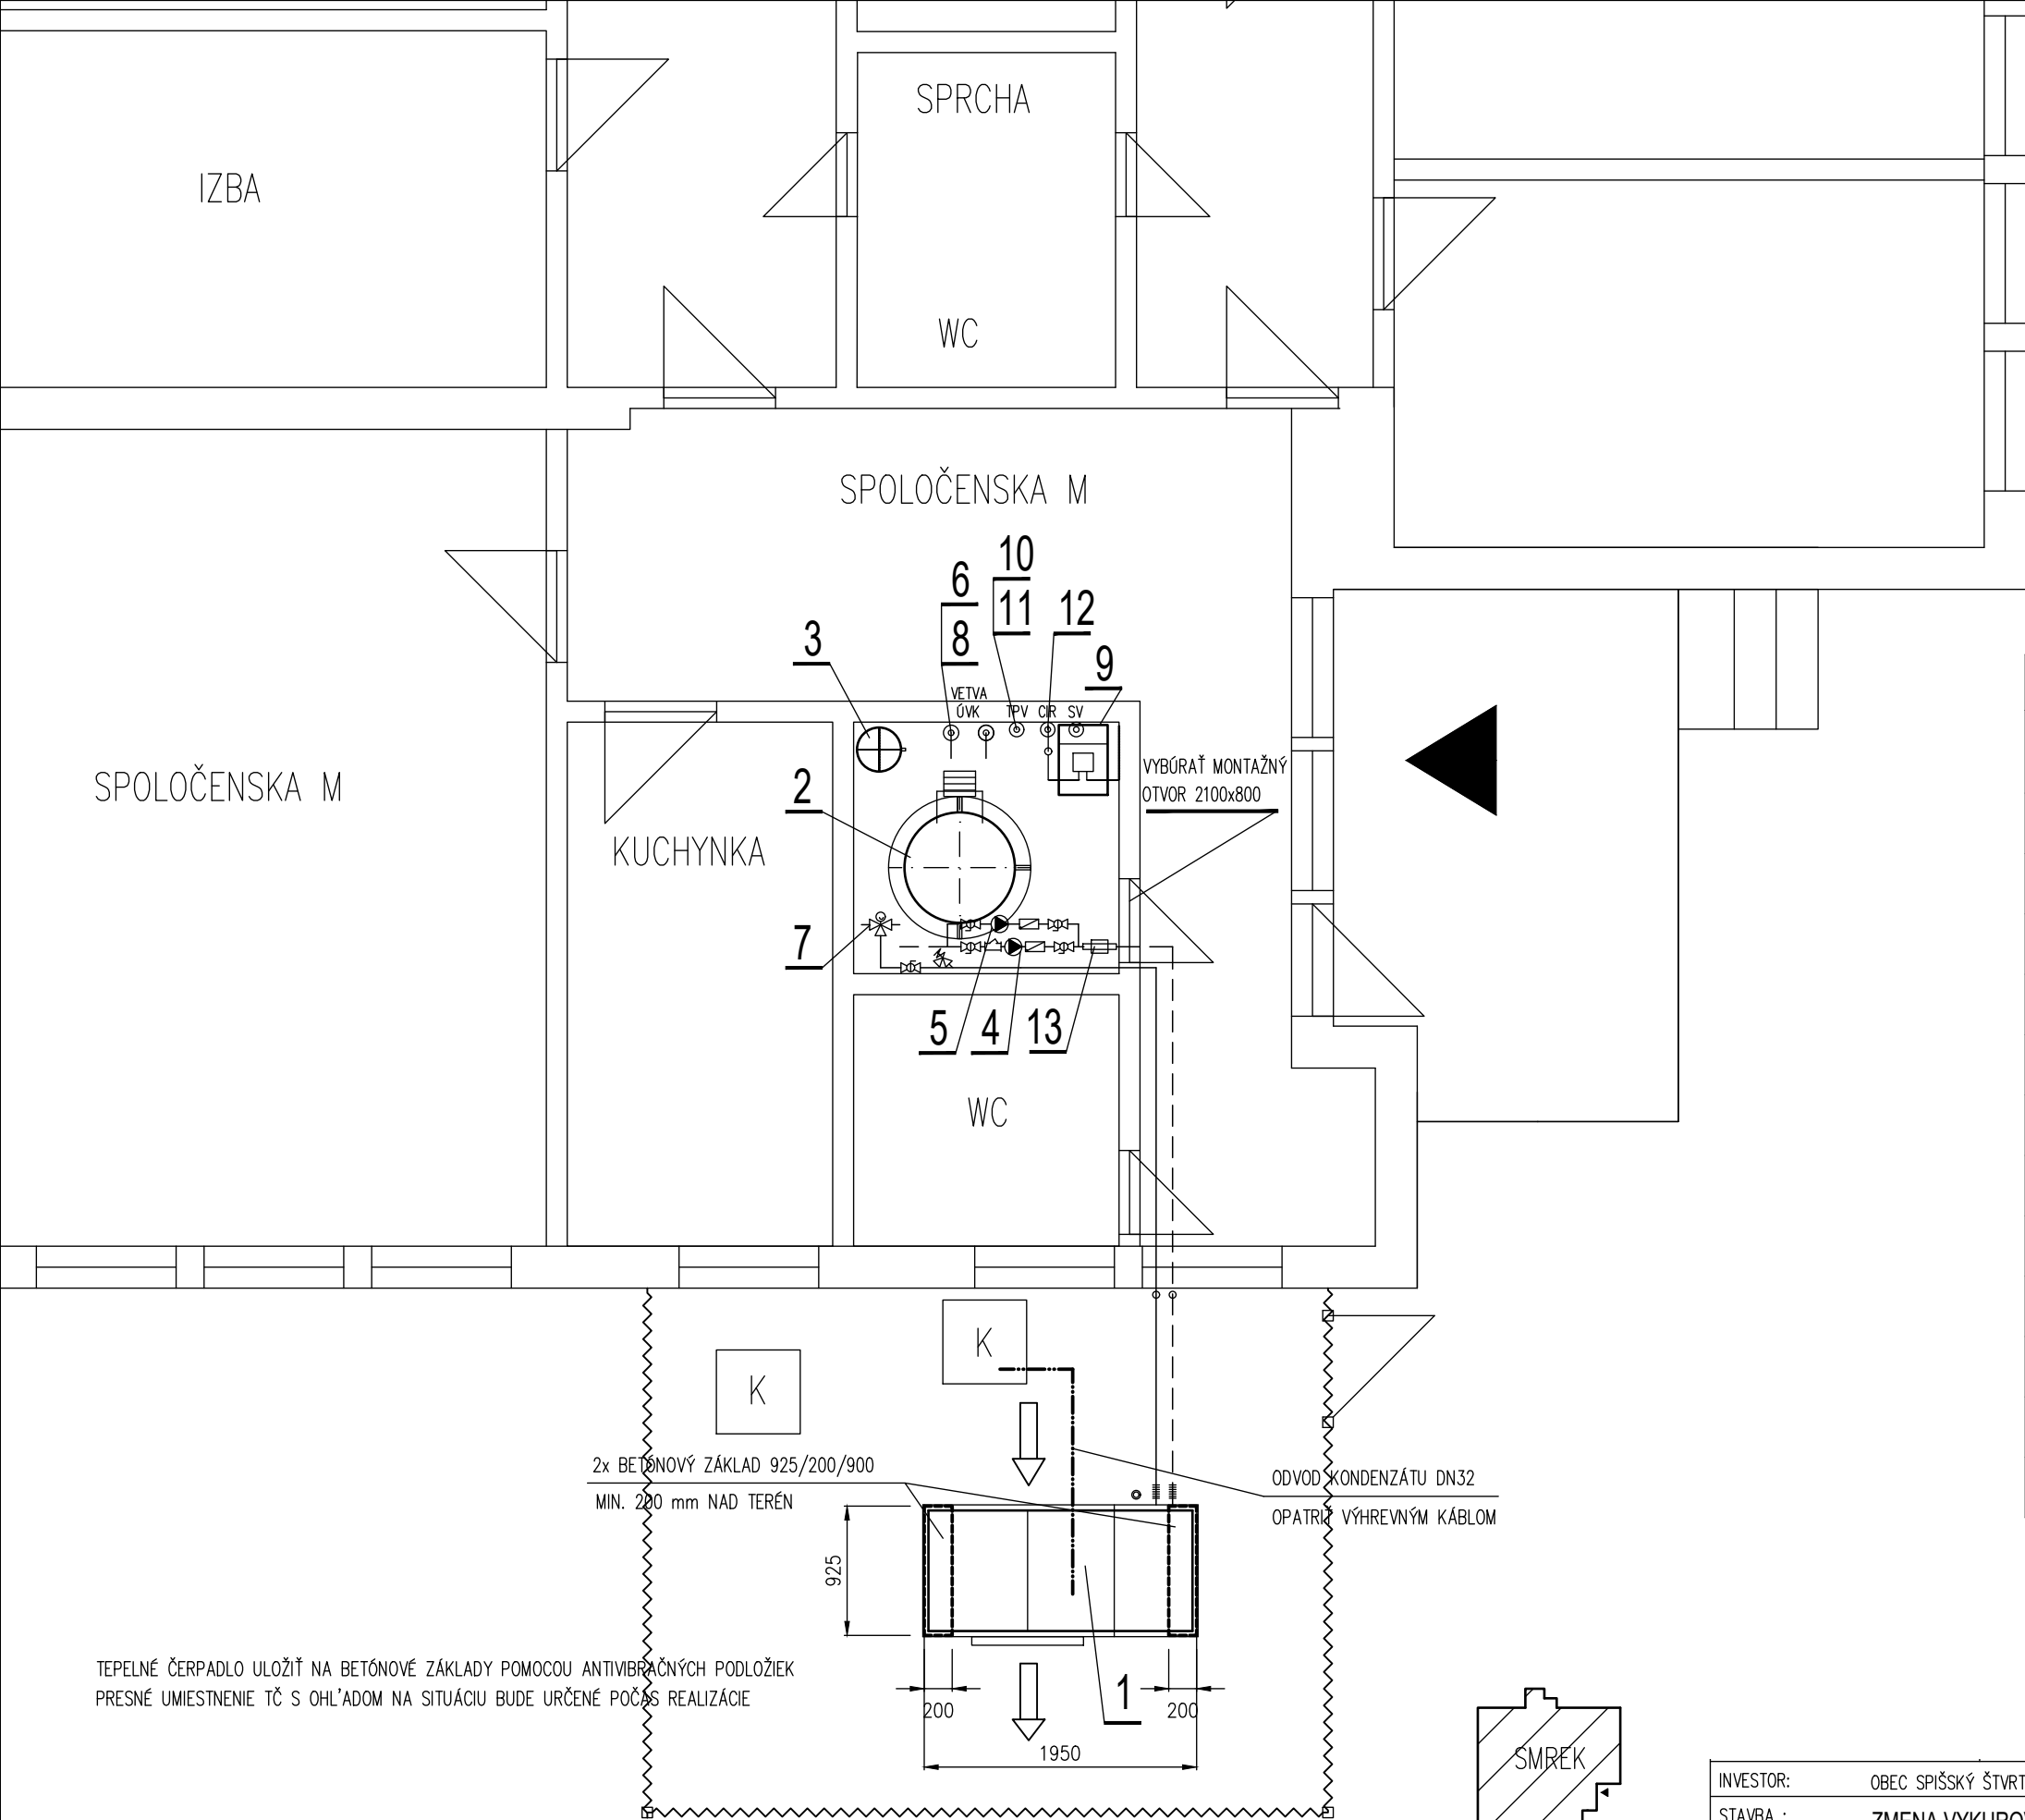 SPRCHA
IZBA
WC
SPOLOČENSKA M
10
6
11
12
3
8
9
VETVA
ÚVK
TPV
CIR
SV
VYBÚRAŤ MONTAŽNÝ
OTVOR 2100x800
SPOLOČENSKA M
2
KUCHYNKA
7
5
4
13
WC
K
K
2x BETÓNOVÝ ZÁKLAD 925/200/900
MIN. 200 mm NAD TERÉN
ODVOD KONDENZÁTU DN32
OPATRIŤ VÝHREVNÝM KÁBLOM
925
TEPELNÉ ČERPADLO ULOŽIŤ NA BETÓNOVÉ ZÁKLADY POMOCOU ANTIVIBRAČNÝCH PODLOŽIEK
PRESNÉ UMIESTNENIE TČ S OHĽADOM NA SITUÁCIU BUDE URČENÉ POČAS REALIZÁCIE
1
200
200
1950
SMREK
INVESTOR: OBEC SPIŠSKÝ ŠTVRT
STAVBA : ZMENA VYKURO